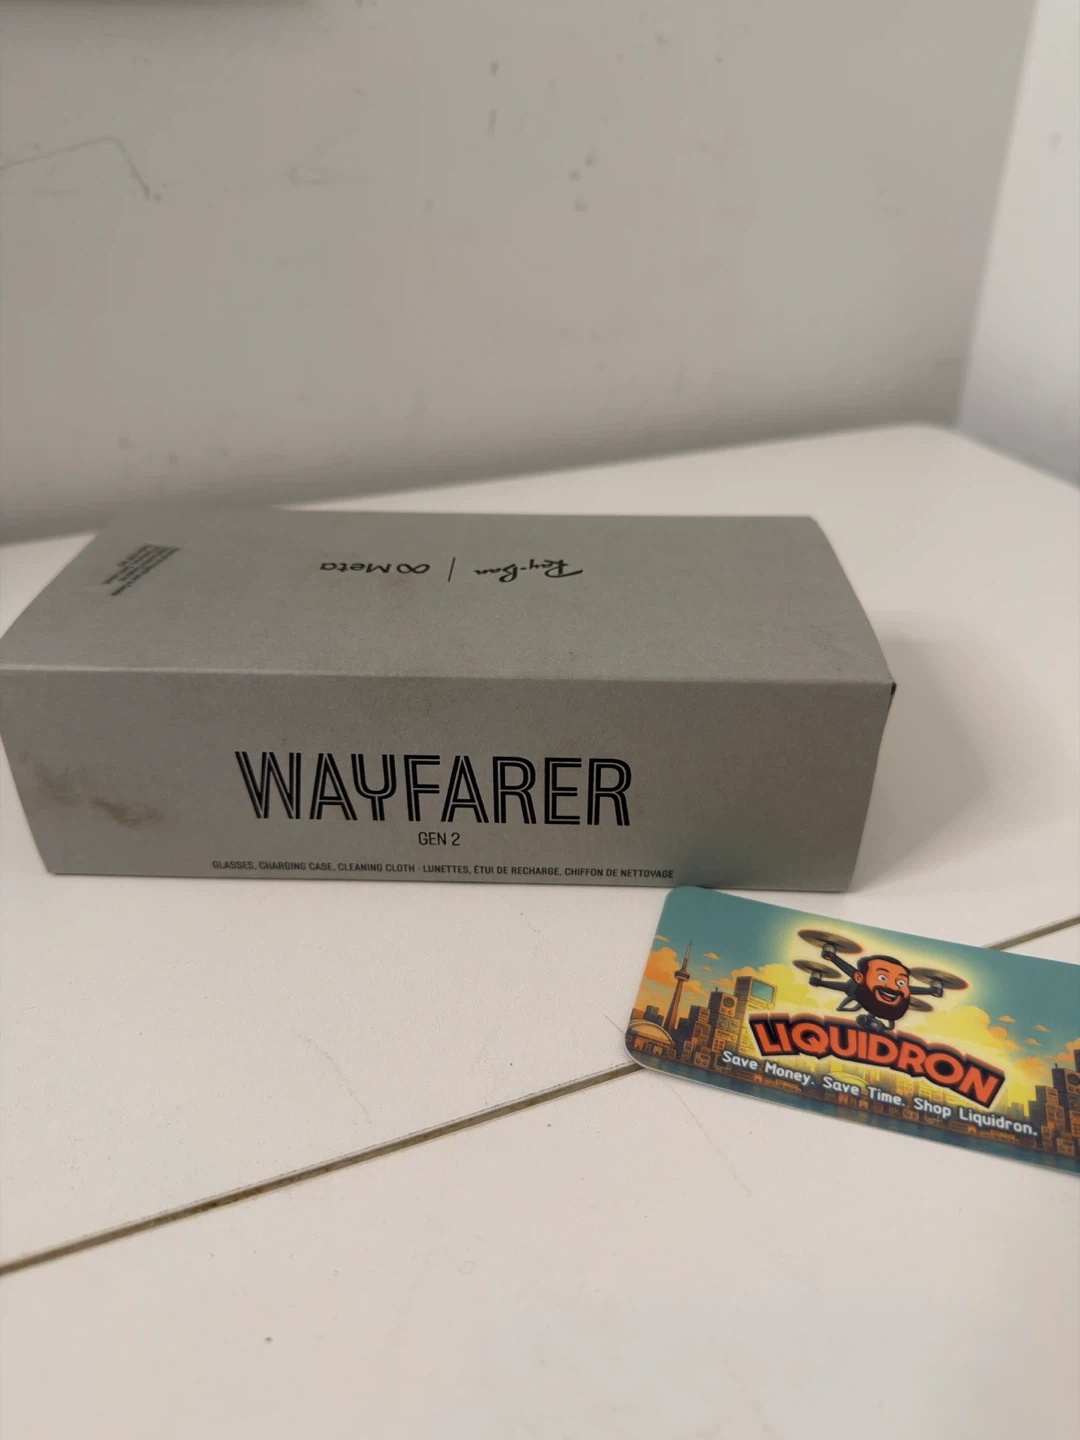 Ray-Ban | Meta
WAYFARER
GEN 2
GLASSES, CHARGING CASE, CLEANING CLOTH - LUNETTES, ÉTUI DE RECHARGE, CHIFFON DE NETTOYAGE
LIQUIDRON
Save Money. Save Time. Shop Liquidron.